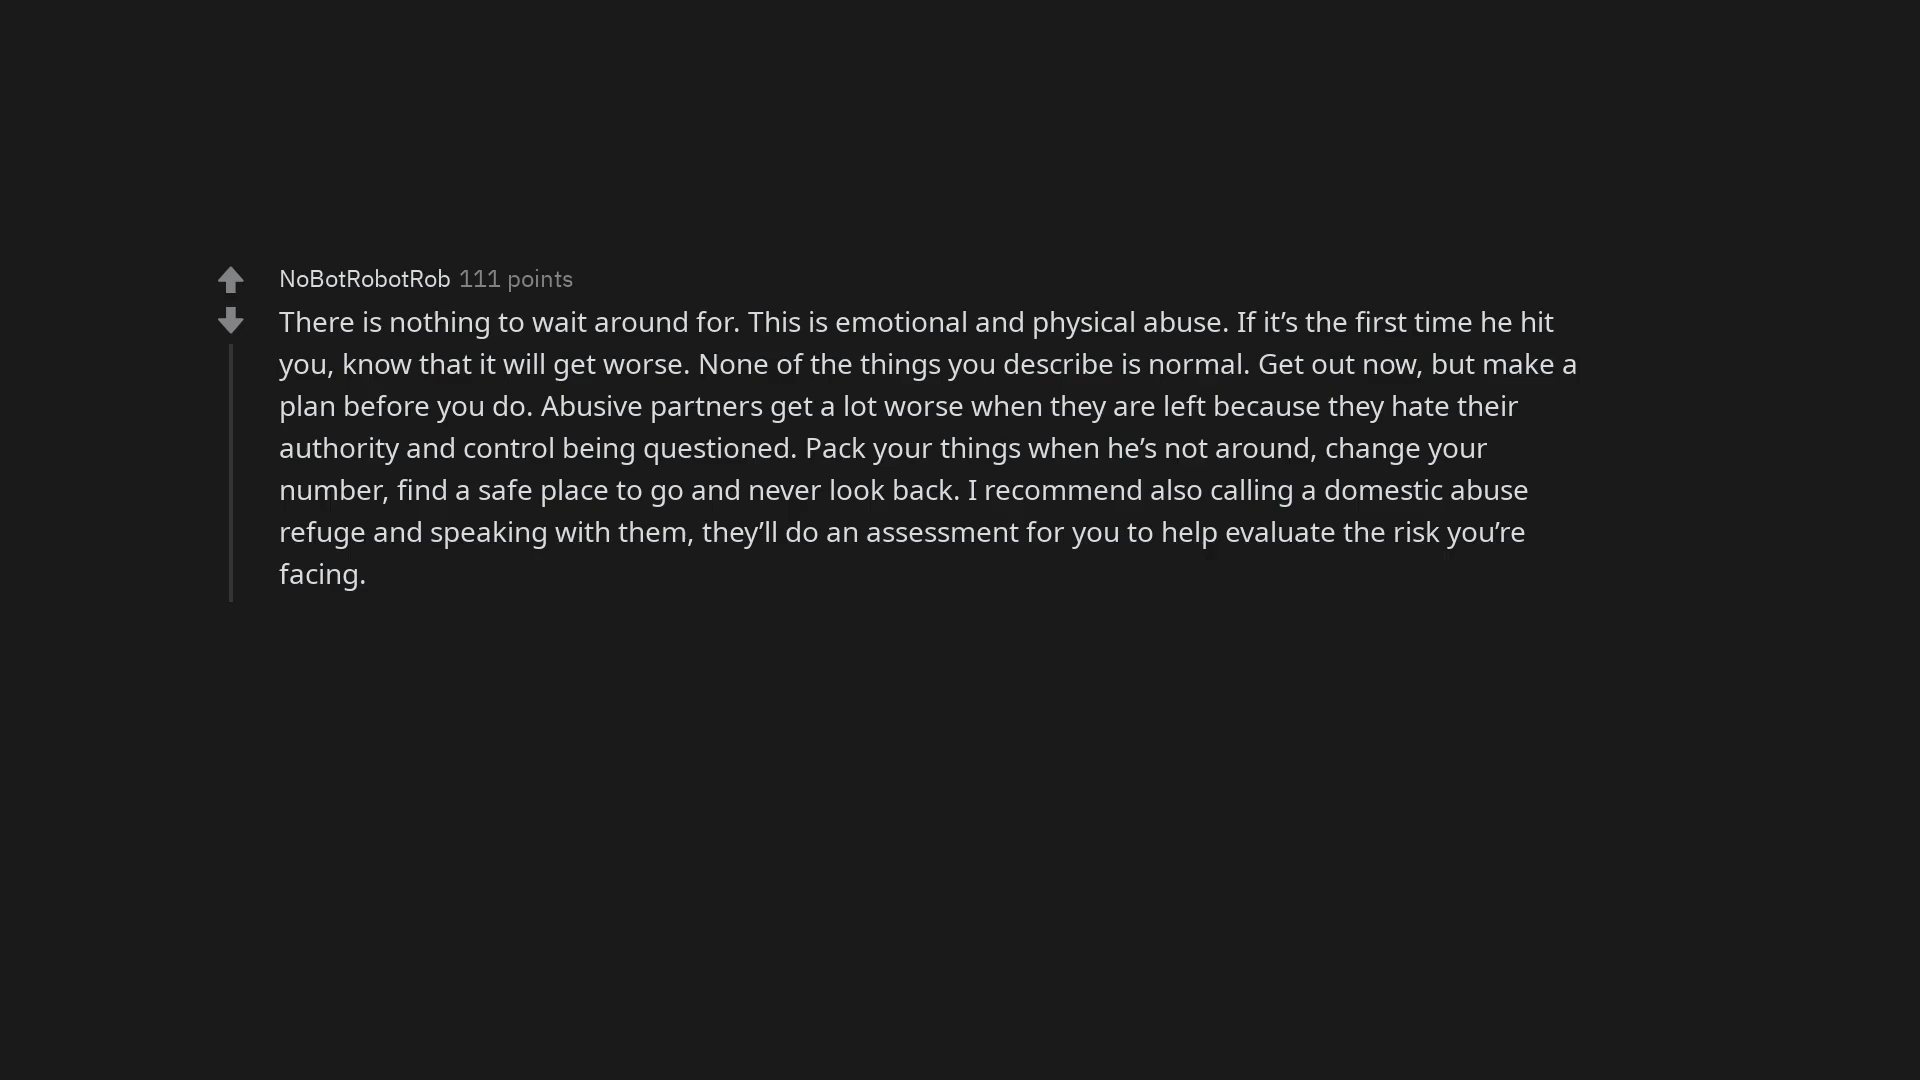 NoBotRobotRob 111 points
There is nothing to wait around for. This is emotional and physical abuse. If it’s the first time he hit
you, know that it will get worse. None of the things you describe is normal. Get out now, but make a
plan before you do. Abusive partners get a lot worse when they are left because they hate their
authority and control being questioned. Pack your things when he’s not around, change your
number, find a safe place to go and never look back. I recommend also calling a domestic abuse
refuge and speaking with them, they’ll do an assessment for you to help evaluate the risk you’re
facing.